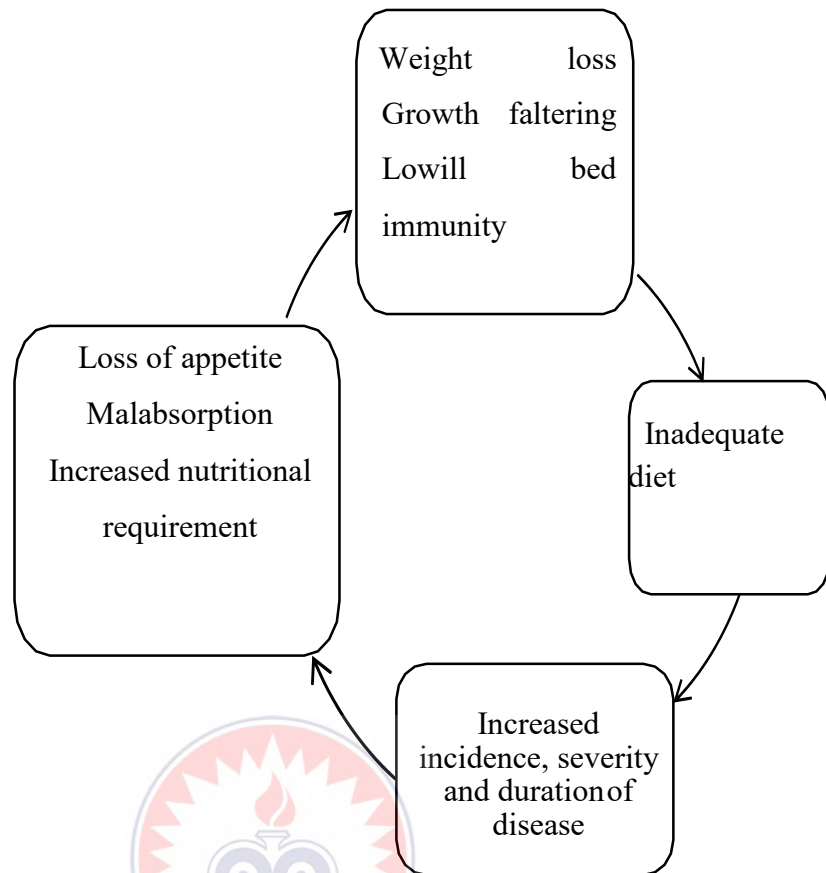 Weight loss
Growth faltering
Lowill bed
immunity
Loss of appetite
Malabsorption
Increased nutritional
requirement
Inadequate
diet
Increased
incidence, severity
and duration of
disease